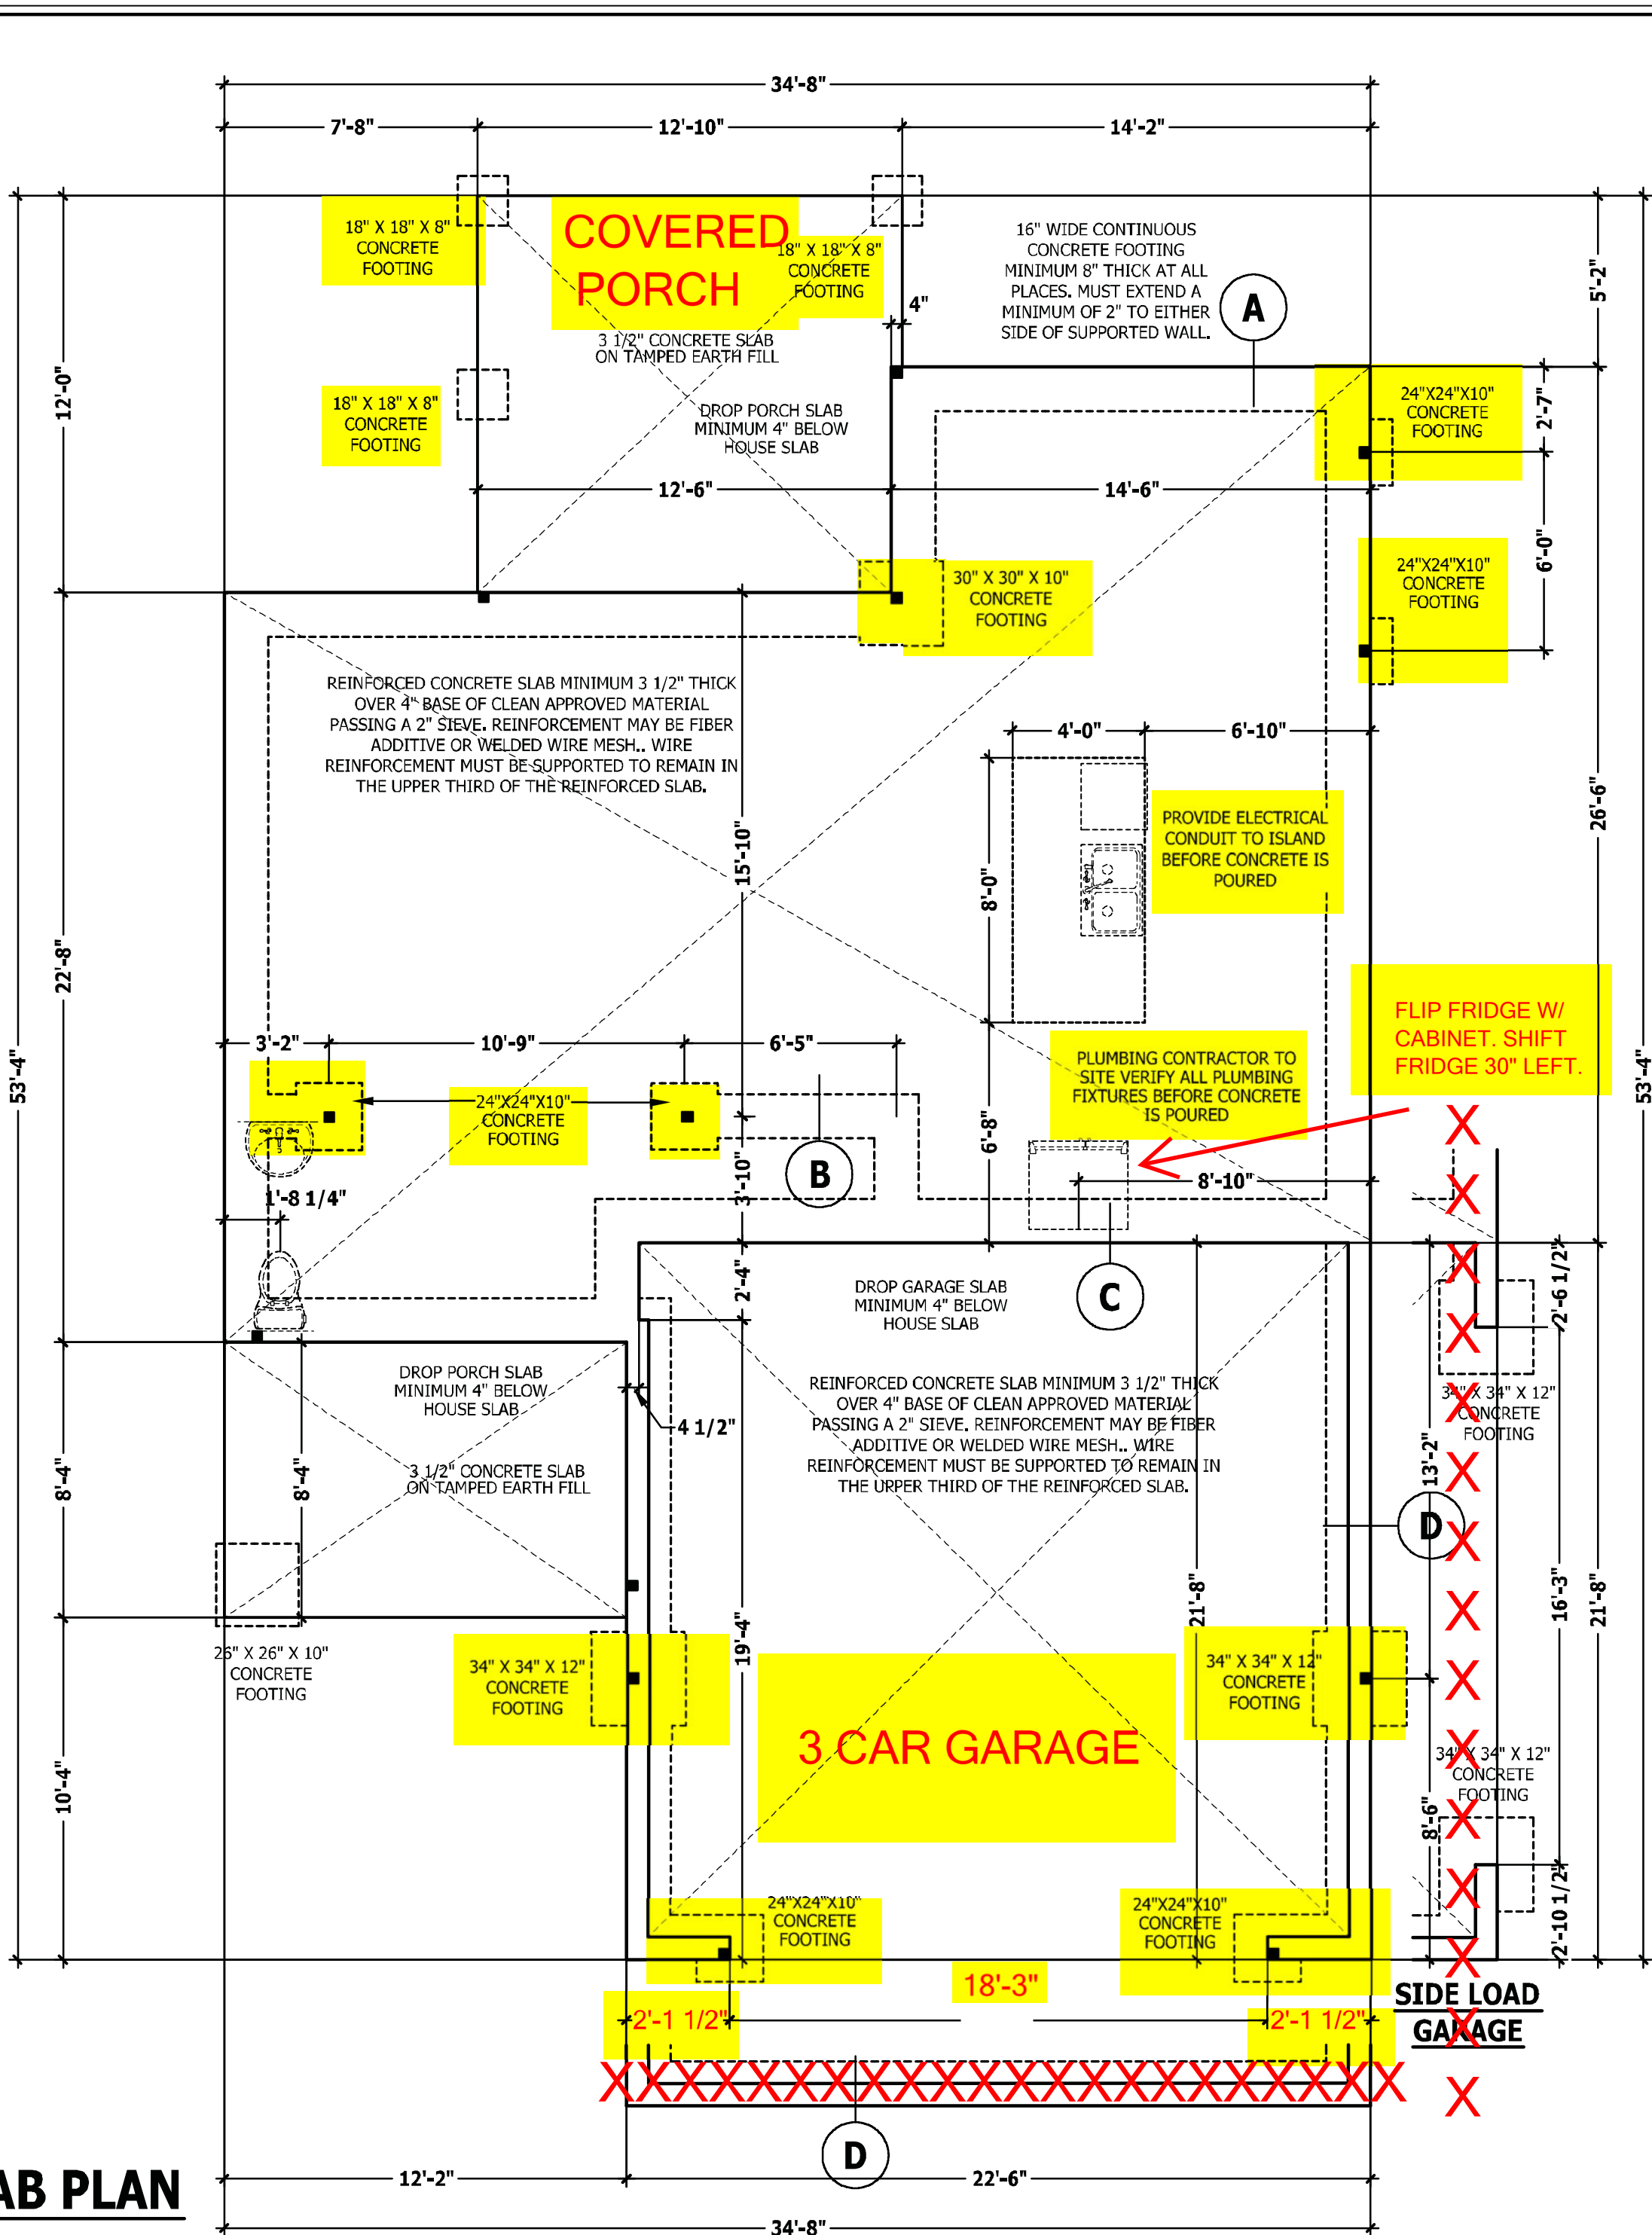 34'-8"
7'-8"
12'-10"
14'-2"
18" X 18" X 8"
CONCRETE
FOOTING
COVERED
PORCH
18" X 18" X 8"
CONCRETE
FOOTING
4"
3 1/2" CONCRETE SLAB
ON TAMPED EARTH FILL
16" WIDE CONTINUOUS
CONCRETE FOOTING
MINIMUM 8" THICK AT ALL
PLACES. MUST EXTEND A
MINIMUM OF 2" TO EITHER
SIDE OF SUPPORTED WALL.
A
5'-2"
12'-0"
18" X 18" X 8"
CONCRETE
FOOTING
DROP PORCH SLAB
MINIMUM 4" BELOW
HOUSE SLAB
24"X24"X10"
CONCRETE
FOOTING
2'-7"
12'-6"
14'-6"
6'-0"
30" X 30" X 10"
CONCRETE
FOOTING
24"X24"X10"
CONCRETE
FOOTING
REINFORCED CONCRETE SLAB MINIMUM 3 1/2" THICK
OVER 4" BASE OF CLEAN APPROVED MATERIAL
PASSING A 2" SIEVE. REINFORCEMENT MAY BE FIBER
ADDITIVE OR WELDED WIRE MESH.. WIRE
REINFORCEMENT MUST BE SUPPORTED TO REMAIN IN
THE UPPER THIRD OF THE REINFORCED SLAB.
4'-0"
6'-10"
26'-6"
15'-10"
8'-0"
PROVIDE ELECTRICAL
CONDUIT TO ISLAND
BEFORE CONCRETE IS
POURED
22'-8"
FLIP FRIDGE W/
CABINET. SHIFT
FRIDGE 30" LEFT.
53'-4"
53'-4"
3'-2"
10'-9"
6'-5"
PLUMBING CONTRACTOR TO
SITE VERIFY ALL PLUMBING
FIXTURES BEFORE CONCRETE
IS POURED
24"X24"X10"
CONCRETE
FOOTING
6'-8"
X
B
3'-10"
8'-10"
X
1'-8 1/4"
2'-4"
DROP GARAGE SLAB
MINIMUM 4" BELOW
HOUSE SLAB
C
X
2'-6 1/2"
X
DROP PORCH SLAB
MINIMUM 4" BELOW
HOUSE SLAB
REINFORCED CONCRETE SLAB MINIMUM 3 1/2" THICK
OVER 4" BASE OF CLEAN APPROVED MATERIAL
PASSING A 2" SIEVE. REINFORCEMENT MAY BE FIBER
ADDITIVE OR WELDED WIRE MESH.. WIRE
REINFORCEMENT MUST BE SUPPORTED TO REMAIN IN
THE UPPER THIRD OF THE REINFORCED SLAB.
34" X 34" X 12"
CONCRETE
FOOTING
X
4 1/2"
13'-2"
X
8'-4"
8'-4"
3 1/2" CONCRETE SLAB
ON TAMPED EARTH FILL
D
X
21'-8"
16'-3"
21'-8"
X
19'-4"
26" X 26" X 10"
CONCRETE
FOOTING
34" X 34" X 12"
CONCRETE
FOOTING
34" X 34" X 12"
CONCRETE
FOOTING
X
3 CAR GARAGE
10'-4"
34" X 34" X 12"
CONCRETE
FOOTING
X
8'-6"
X
24"X24"X10"
CONCRETE
FOOTING
24"X24"X10"
CONCRETE
FOOTING
X
2'-10 1/2"
X
18'-3"
SIDE LOAD
GARAGE
X
2'-1 1/2"
2'-1 1/2"
XXXXXXXXXXXXXXXXXXXXX
X
D
12'-2"
22'-6"
AB PLAN
34'-8"